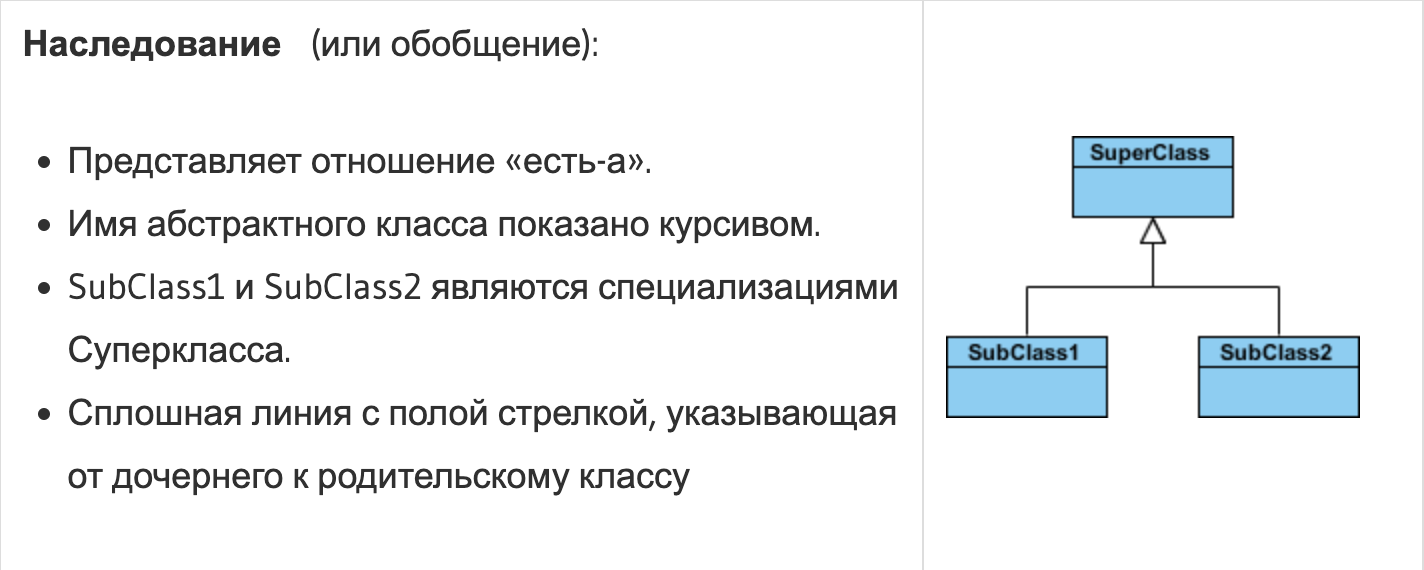 Наследование (или обобщение):
• Представляет отношение «есть-а».
• Имя абстрактного класса показано курсивом.
• SubClass1 и SubClass2 являются специализациями
Суперкласса.
• Сплошная линия с полой стрелкой, указывающая
от дочернего к родительскому классу
SuperClass
SubClass1
SubClass2